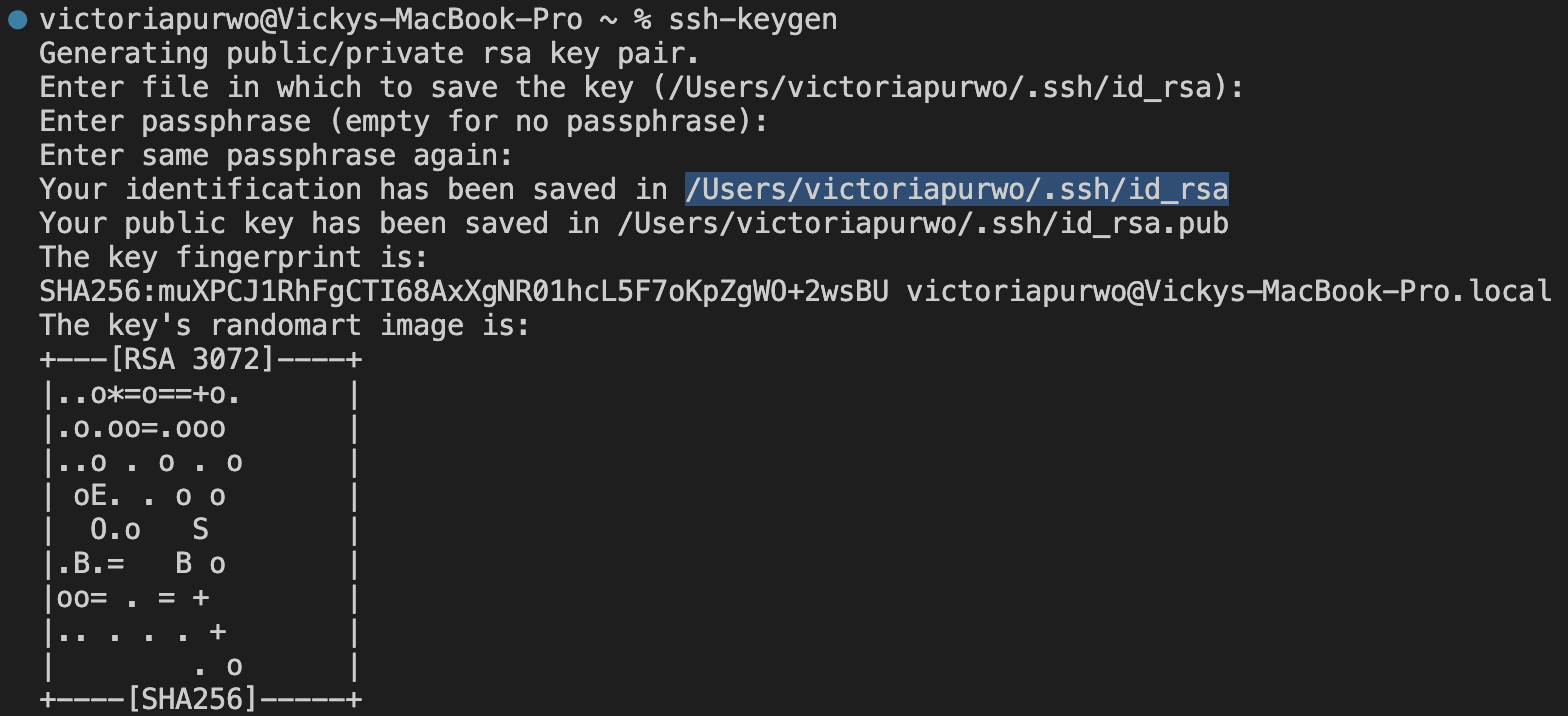 victoriapurwo@Vickys-MacBook-Pro ~ % ssh-keygen
Generating public/private rsa key pair.
Enter file in which to save the key (/Users/victoriapurwo/.ssh/id_rsa):
Enter passphrase (empty for no passphrase):
Enter same passphrase again:
Your identification has been saved in /Users/victoriapurwo/.ssh/id_rsa
Your public key has been saved in /Users/victoriapurwo/.ssh/id_rsa.pub
The key fingerprint is:
SHA256:muXPCJ1RhFgCTI68AxXgNR01hcL5F7oKpZgWO+2wsBU victoriapurwo@Vickys-MacBook-Pro.local
The key's randomart image is:
+---[RSA 3072]----+
|..o*=o==+o.      |
|.o.oo=.ooo       |
|..o . o . o      |
| oE. . o o       |
|  O.o   S        |
|.B.=   B o       |
|oo= . = +        |
|.. . . . +       |
|        . o      |
+----[SHA256]-----+